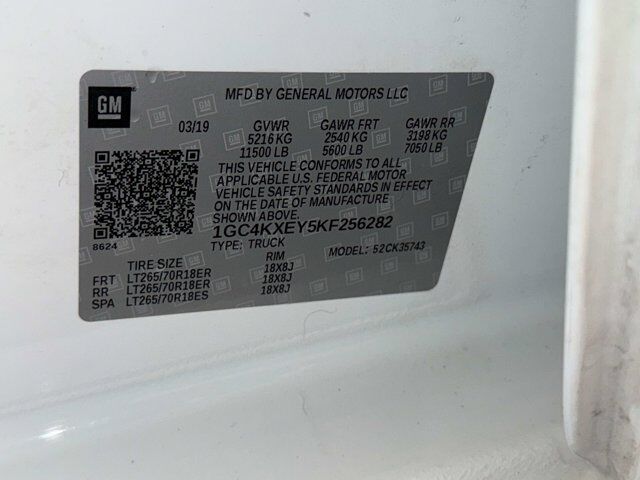 GM
MFD BY GENERAL MOTORS LLC
03/19 GVWR GAWR FRT GAWR RR
5216 KG 2540 KG 3198 KG
11500 LB 5600 LB 7050 LB
THIS VEHICLE CONFORMS TO ALL
APPLICABLE U.S. FEDERAL MOTOR
VEHICLE SAFETY STANDARDS IN EFFECT
ON THE DATE OF MANUFACTURE
SHOWN ABOVE.
8624
1GC4KXEY5KF256282
TYPE: TRUCK MODEL: 52CK35743
TIRE SIZE RIM
FRT LT265/70R18ER 18X8J
RR LT265/70R18ER 18X8J
SPA LT265/70R18ES 18X8J